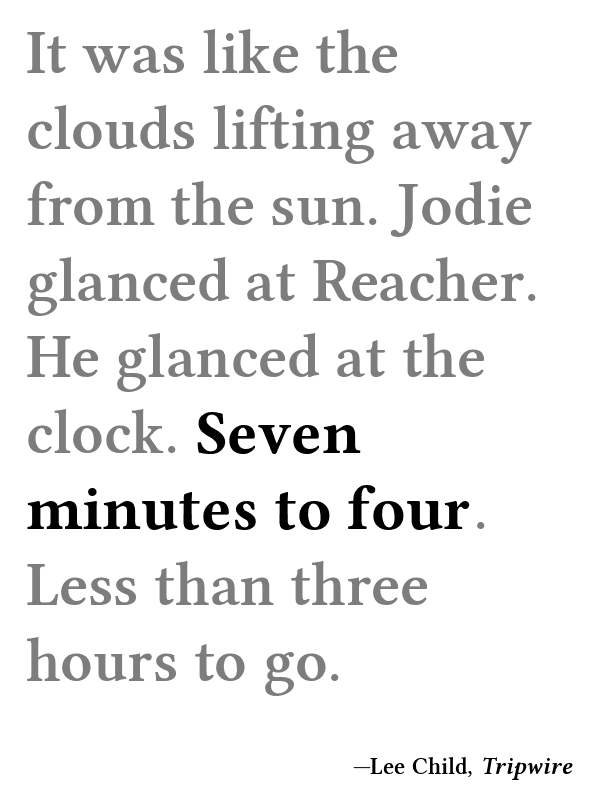 It was like the
clouds lifting away
from the sun. Jodie
glanced at Reacher.
He glanced at the
clock. Seven
minutes to four.
Less than three
hours to go.
—Lee Child, Tripwire